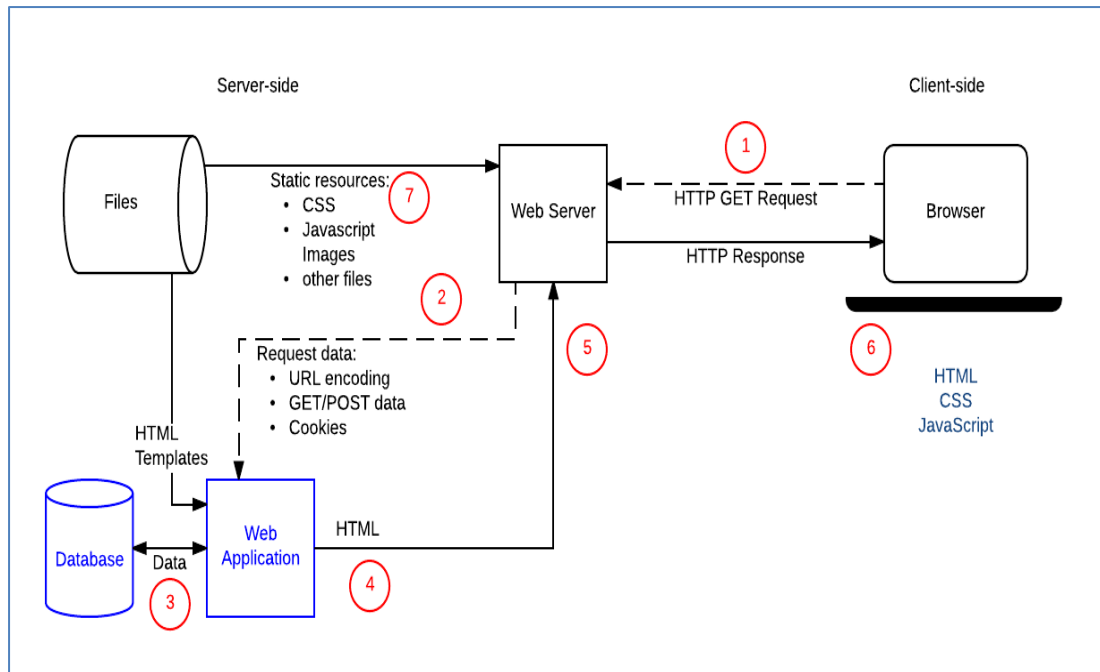 Server-side
Client-side
1
Files
Static resources:
7
• CSS
• Javascript
Images
• other files
Web Server
HTTP GET Request
Browser
HTTP Response
2
5
6
Request data:
• URL encoding
• GET/POST data
• Cookies
HTML
CSS
JavaScript
HTML
Templates
Database
Data
3
Web
Application
HTML
4